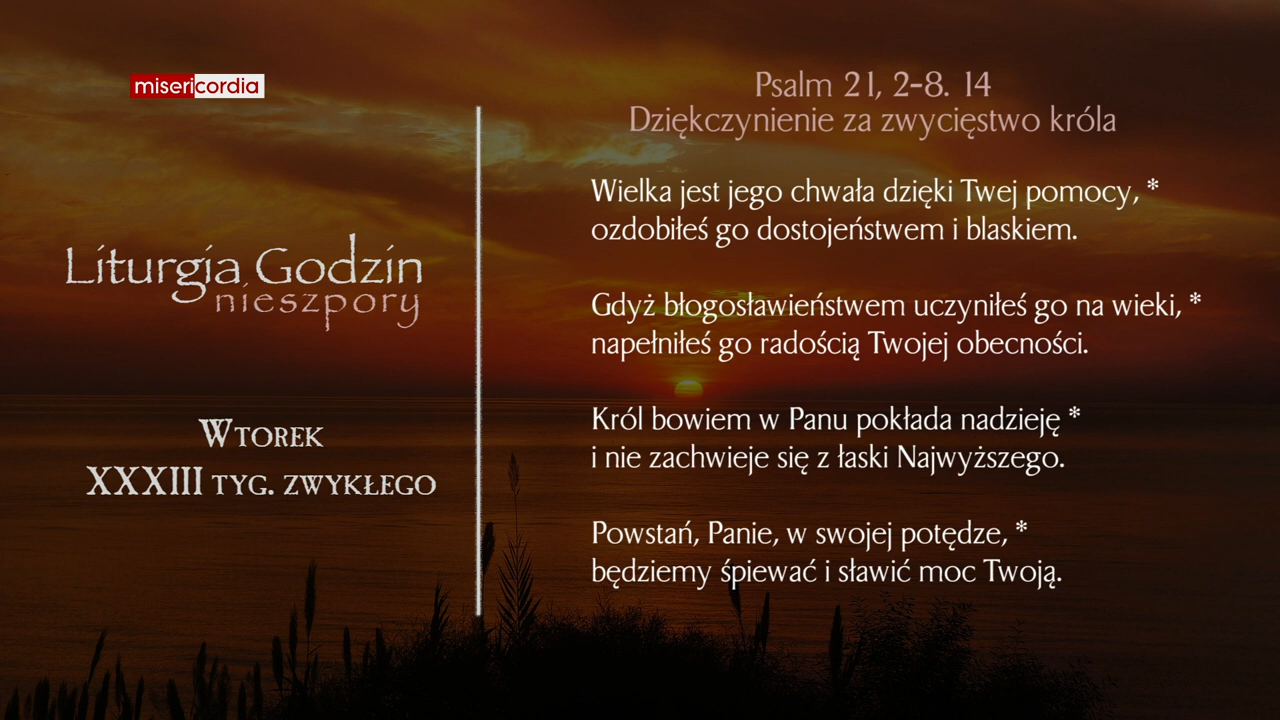 misericordia
Liturgia Godzin
nieszpory
Wtorek
XXXIII tyg. zwykłego
Psalm 21, 2-8. 14
Dziękczynienie za zwycięstwo króla
Wielka jest jego chwała dzięki Twej pomocy, *
ozdobiłeś go dostojeństwem i blaskiem.
Gdyż błogosławieństwem uczyniłeś go na wieki, *
napełniłeś go radością Twojej obecności.
Król bowiem w Panu pokłada nadzieję *
i nie zachwieje się z łaski Najwyższego.
Powstań, Panie, w swojej potędze, *
będziemy śpiewać i sławić moc Twoją.